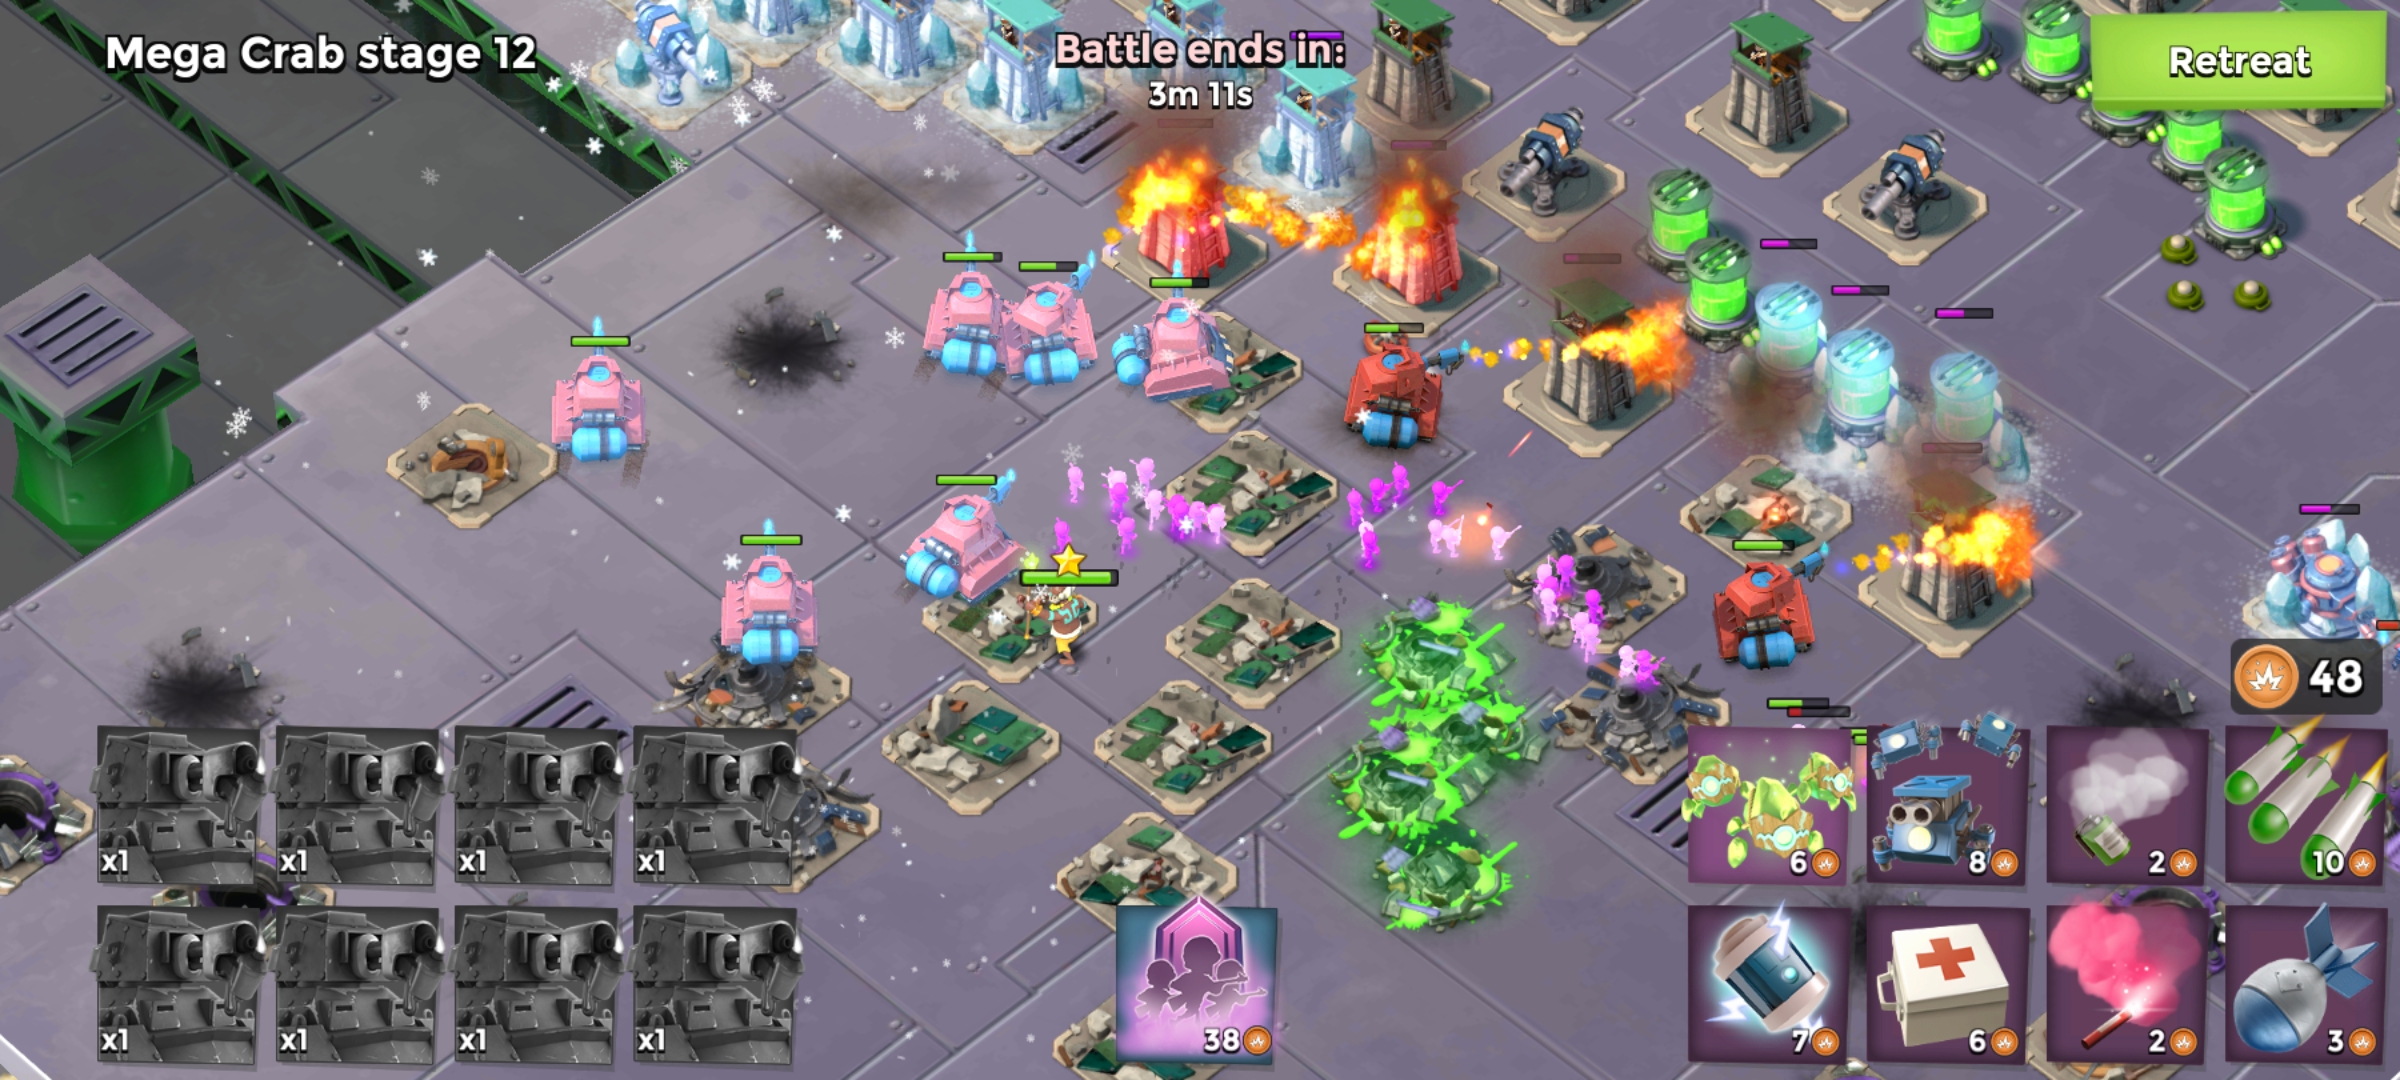 Mega Crab stage 12
Battle ends in:
3m 11s
Retreat
48
x1 x1 x1 x1
6 8 2 10
x1 x1 x1 x1
38
7 6 2 3